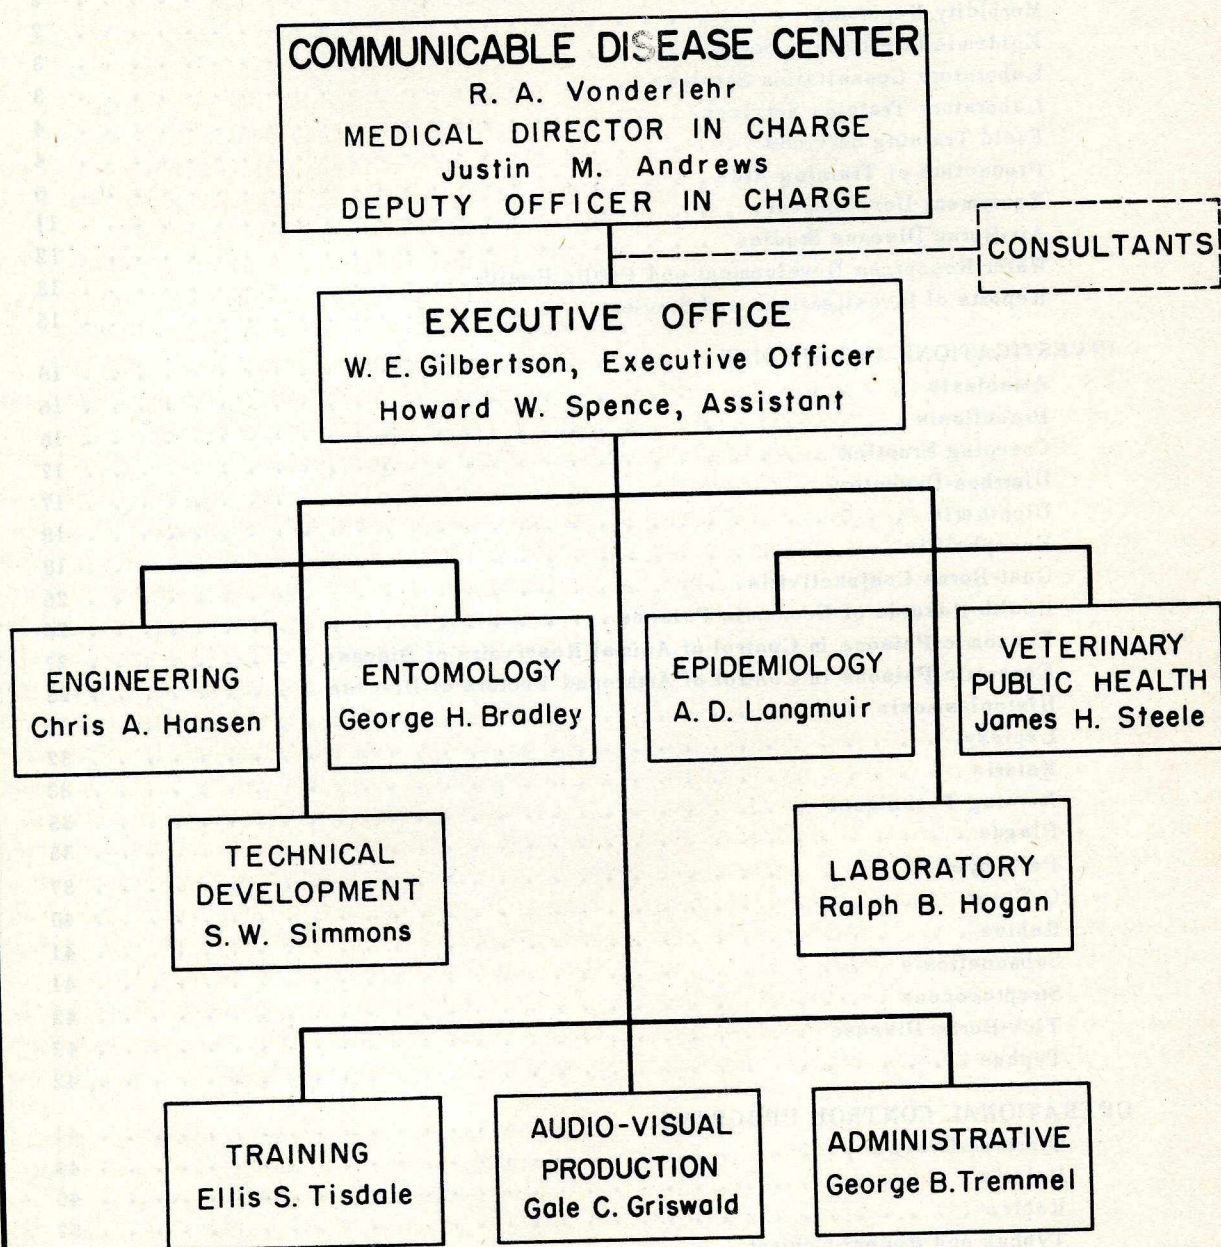 COMMUNICABLE DISEASE CENTER
R. A. Vonderlehr
MEDICAL DIRECTOR IN CHARGE
Justin M. Andrews
DEPUTY OFFICER IN CHARGE
CONSULTANTS
EXECUTIVE OFFICE
W. E. Gilbertson, Executive Officer
Howard W. Spence, Assistant
ENGINEERING
Chris A. Hansen
ENTOMOLOGY
George H. Bradley
EPIDEMIOLOGY
A. D. Langmuir
VETERINARY
PUBLIC HEALTH
James H. Steele
TECHNICAL
DEVELOPMENT
S. W. Simmons
LABORATORY
Ralph B. Hogan
TRAINING
Ellis S. Tisdale
AUDIO-VISUAL
PRODUCTION
Gale C. Griswald
ADMINISTRATIVE
George B. Tremmel